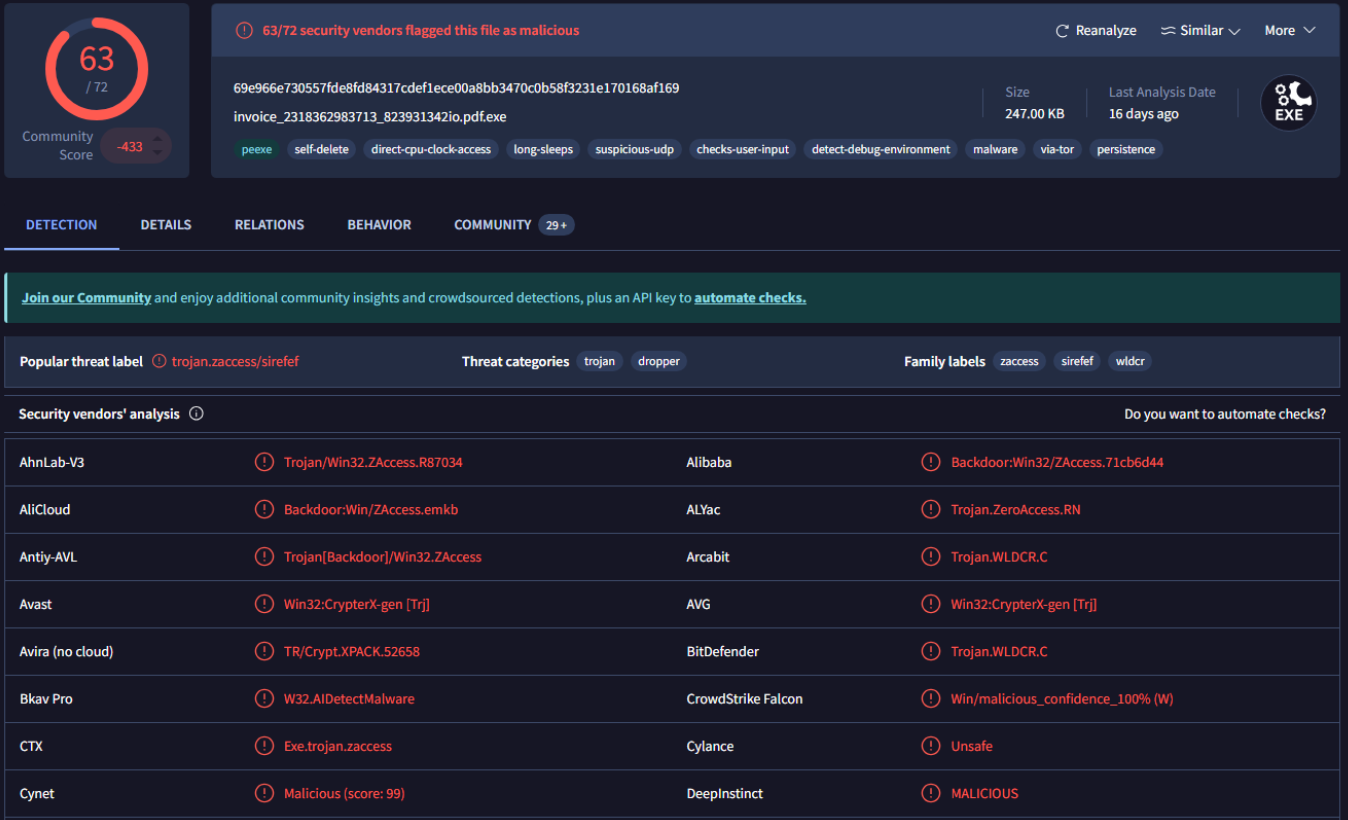 63
/ 72
Community Score
-433
63/72 security vendors flagged this file as malicious
Reanalyze
Similar
More
69e966e730557fde8fd84317cdef1ece00a8bb3470c0b58f3231e170168af169
invoice_2318362983713_823931342io.pdf.exe
Size
247.00 KB
Last Analysis Date
16 days ago
EXE
peexe self-delete direct-cpu-clock-access long-sleeps suspicious-udp checks-user-input detect-debug-environment malware via-tor persistence
DETECTION DETAILS RELATIONS BEHAVIOR COMMUNITY 29+
Join our Community and enjoy additional community insights and crowdsourced detections, plus an API key to automate checks.
Popular threat label trojan.zaccess/sirefef Threat categories trojan dropper Family labels zaccess sirefef wldcr
Security vendors' analysis Do you want to automate checks?
AhnLab-V3 Trojan/Win32.ZAccess.R87034 Alibaba Backdoor:Win32/ZAccess.71cb6d44
AliCloud Backdoor:Win/ZAccess.emkb ALYac Trojan.ZeroAccess.RN
Antiy-AVL Trojan[Backdoor]/Win32.ZAccess Arcabit Trojan.WLDCR.C
Avast Win32:CrypterX-gen [Trj] AVG Win32:CrypterX-gen [Trj]
Avira (no cloud) TR/Crypt.XPACK.52658 BitDefender Trojan.WLDCR.C
Bkav Pro W32.AIDetectMalware CrowdStrike Falcon Win/malicious_confidence_100% (W)
CTX Exe.trojan.zaccess Cylance Unsafe
Cynet Malicious (score: 99) DeepInstinct MALICIOUS